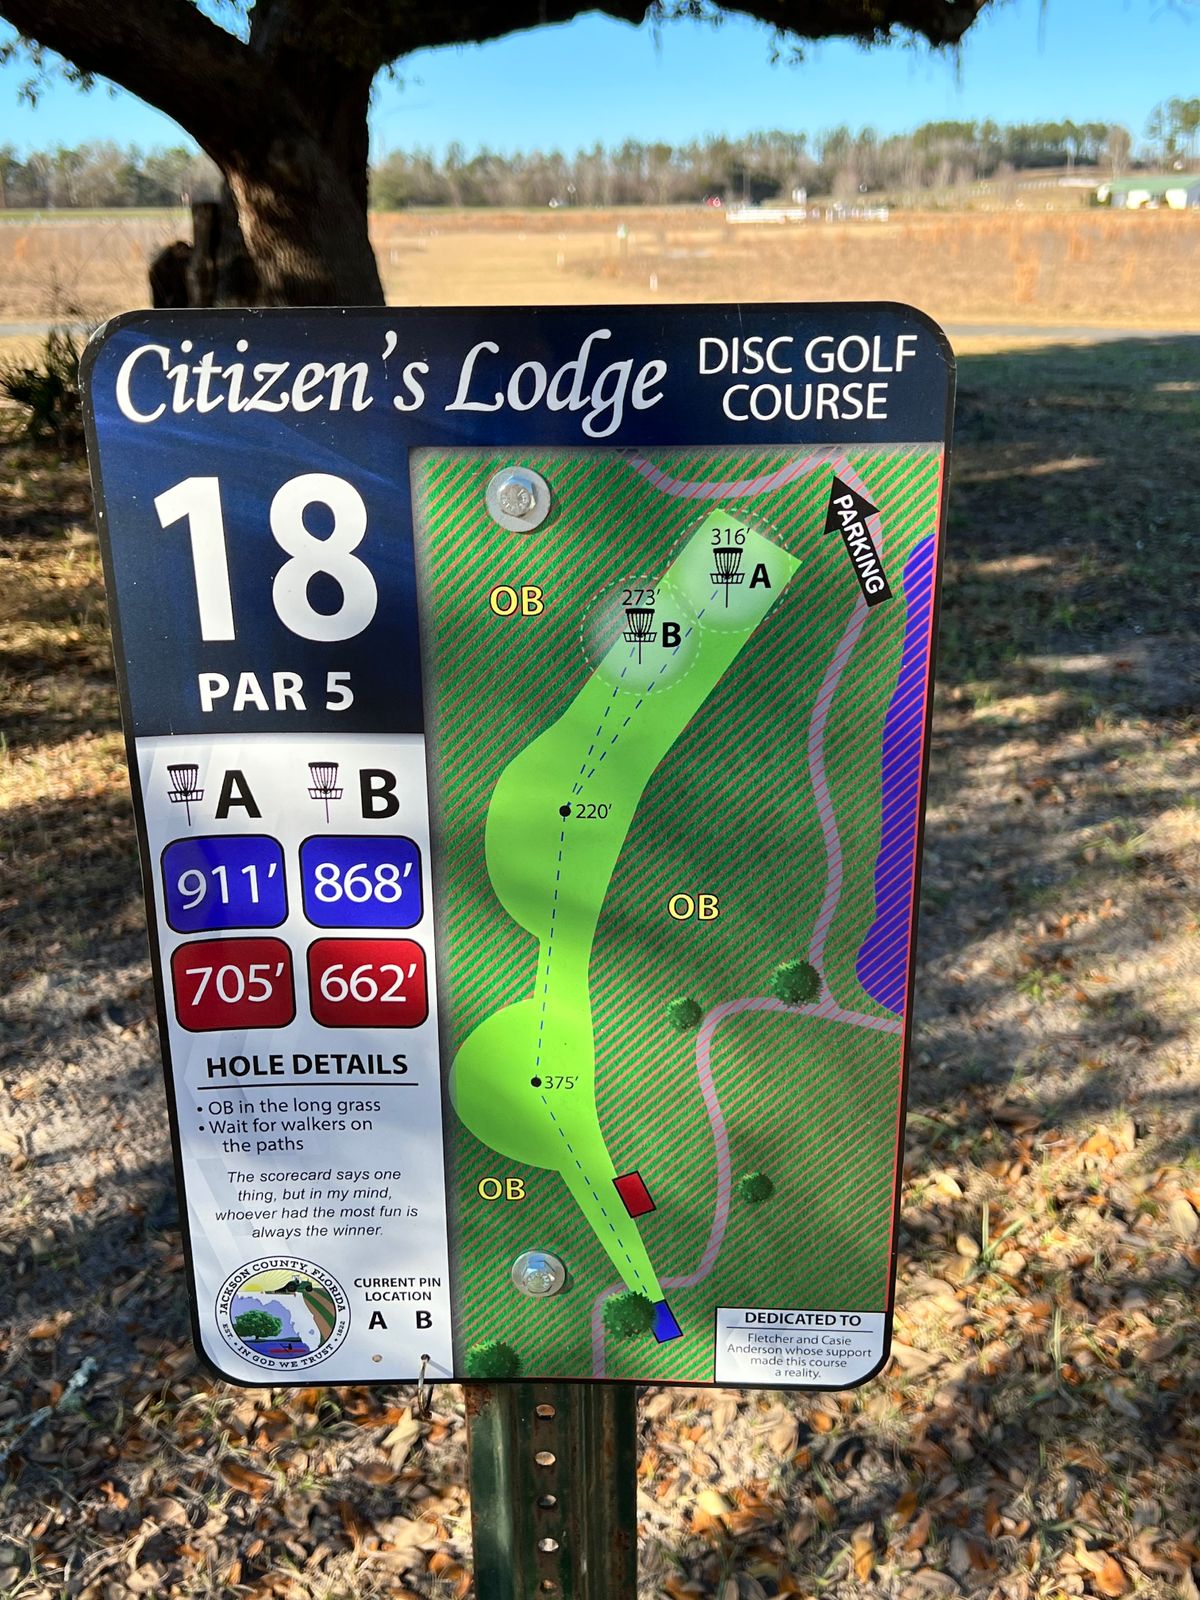 Citizen's Lodge
DISC GOLF
COURSE
18
PAR 5
A B
911' 868'
705' 662'
HOLE DETAILS
• OB in the long grass
• Wait for walkers on
the paths
The scorecard says one
thing, but in my mind,
whoever had the most fun is
always the winner.
JACKSON COUNTY, FLORIDA
EST. • IN GOD WE TRUST • 1822
CURRENT PIN
LOCATION
A B
PARKING
316'
A
273'
B
OB
220'
OB
375'
OB
DEDICATED TO
Fletcher and Casie
Anderson whose support
made this course
a reality.